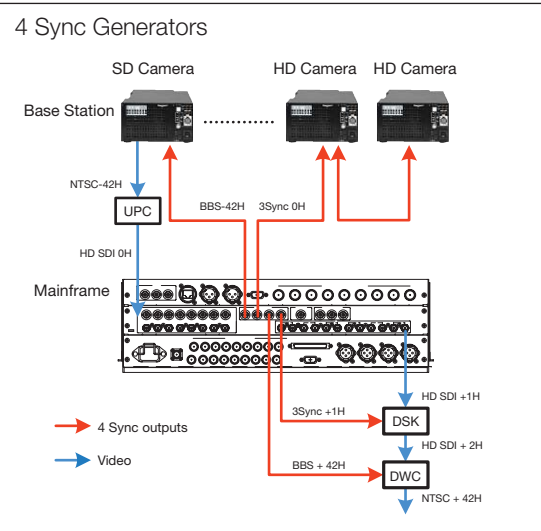 4 Sync Generators
SD Camera
HD Camera
HD Camera
Base Station
NTSC-42H
UPC
BBS-42H
3Sync 0H
HD SDI 0H
Mainframe
HD SDI +1H
3Sync +1H
DSK
4 Sync outputs
HD SDI + 2H
Video
BBS + 42H
DWC
NTSC + 42H